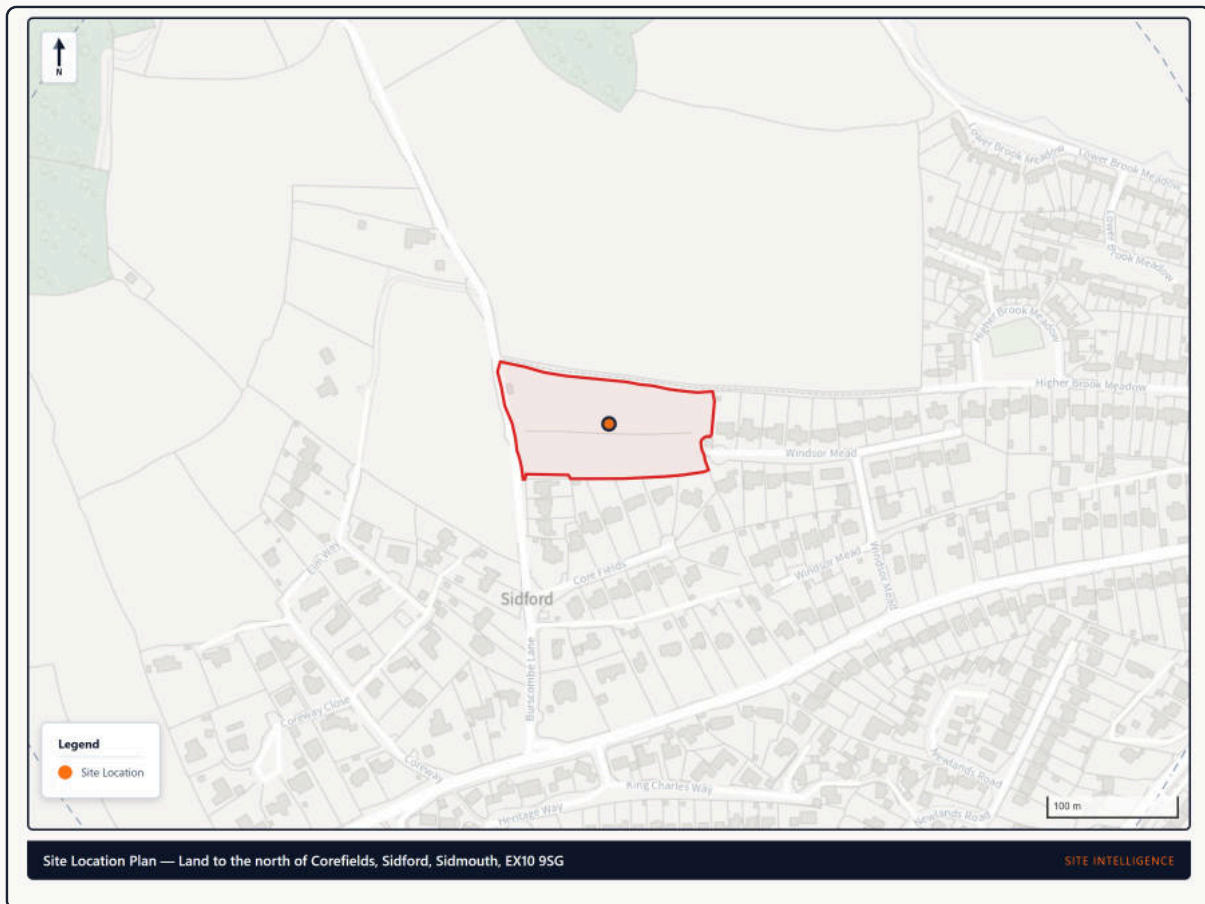 N
Lower Brook Meadow
Lower Brook Meadow
Lower Brook Meadow
Higher Brook Meadow
Higher Brook Meadow
Windsor Mead
Elm Way
Core Fields
Windsor Mead
Windsor Mead
Sidford
Burscombe Lane
Coreway Close
Coreway
King Charles Way
Heritage Way
Newlands Road
Newlands Road
Legend
Site Location
100 m
Site Location Plan — Land to the north of Corefields, Sidford, Sidmouth, EX10 9SG
SITE INTELLIGENCE